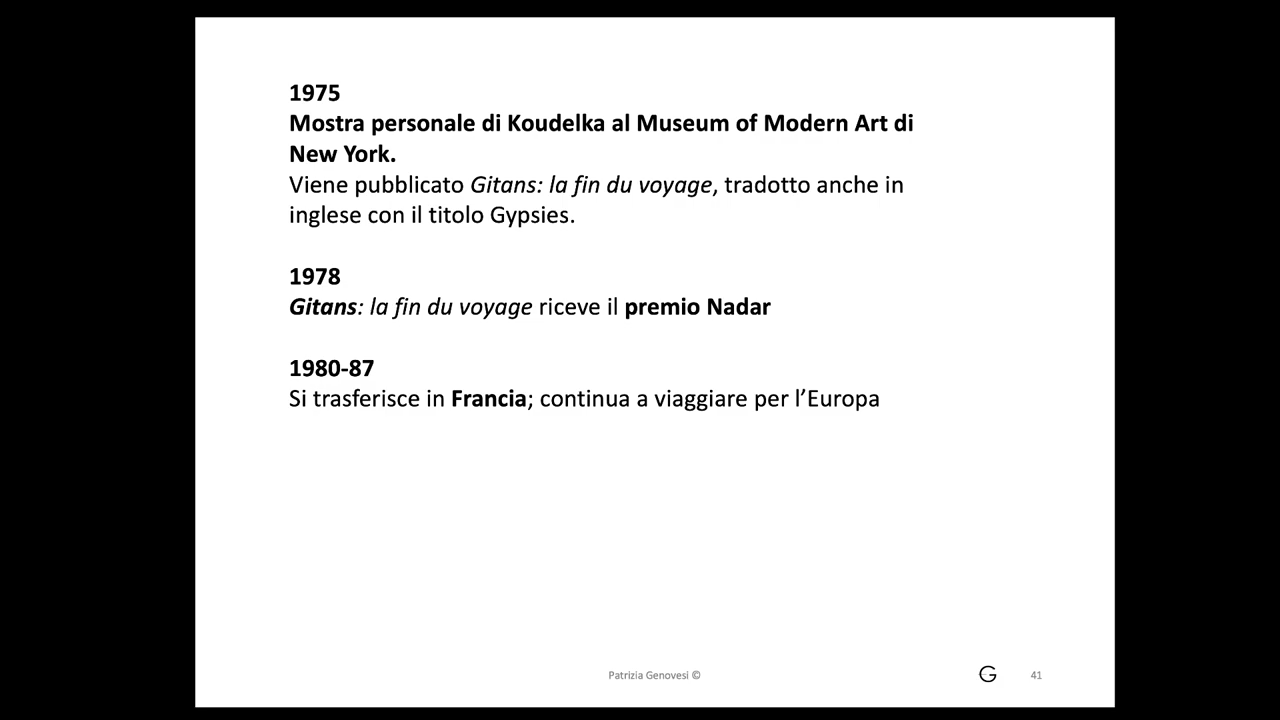 1975
Mostra personale di Koudelka al Museum of Modern Art di
New York.
Viene pubblicato Gitans: la fin du voyage, tradotto anche in
inglese con il titolo Gypsies.
1978
Gitans: la fin du voyage riceve il premio Nadar
1980-87
Si trasferisce in Francia; continua a viaggiare per l’Europa
Patrizia Genovesi ©
G
41